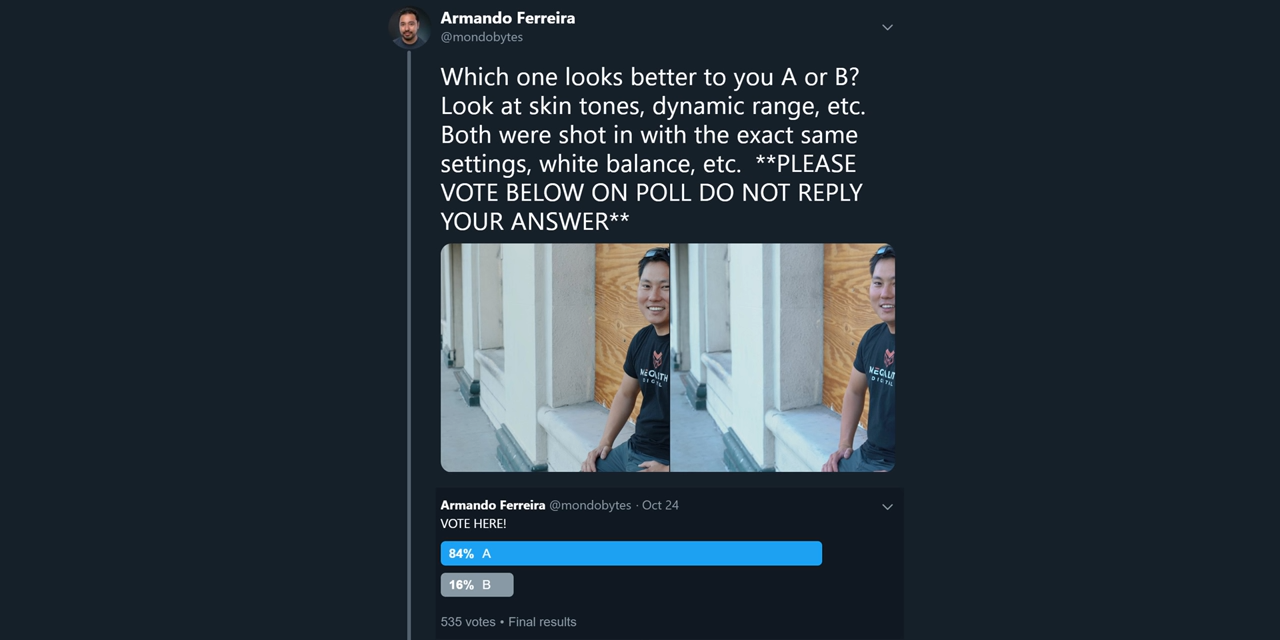 Armando Ferreira
@mondobytes
Which one looks better to you A or B?
Look at skin tones, dynamic range, etc.
Both were shot in with the exact same
settings, white balance, etc.  **PLEASE
VOTE BELOW ON POLL DO NOT REPLY
YOUR ANSWER**
Armando Ferreira @mondobytes · Oct 24
VOTE HERE!
84% A
16% B
535 votes • Final results